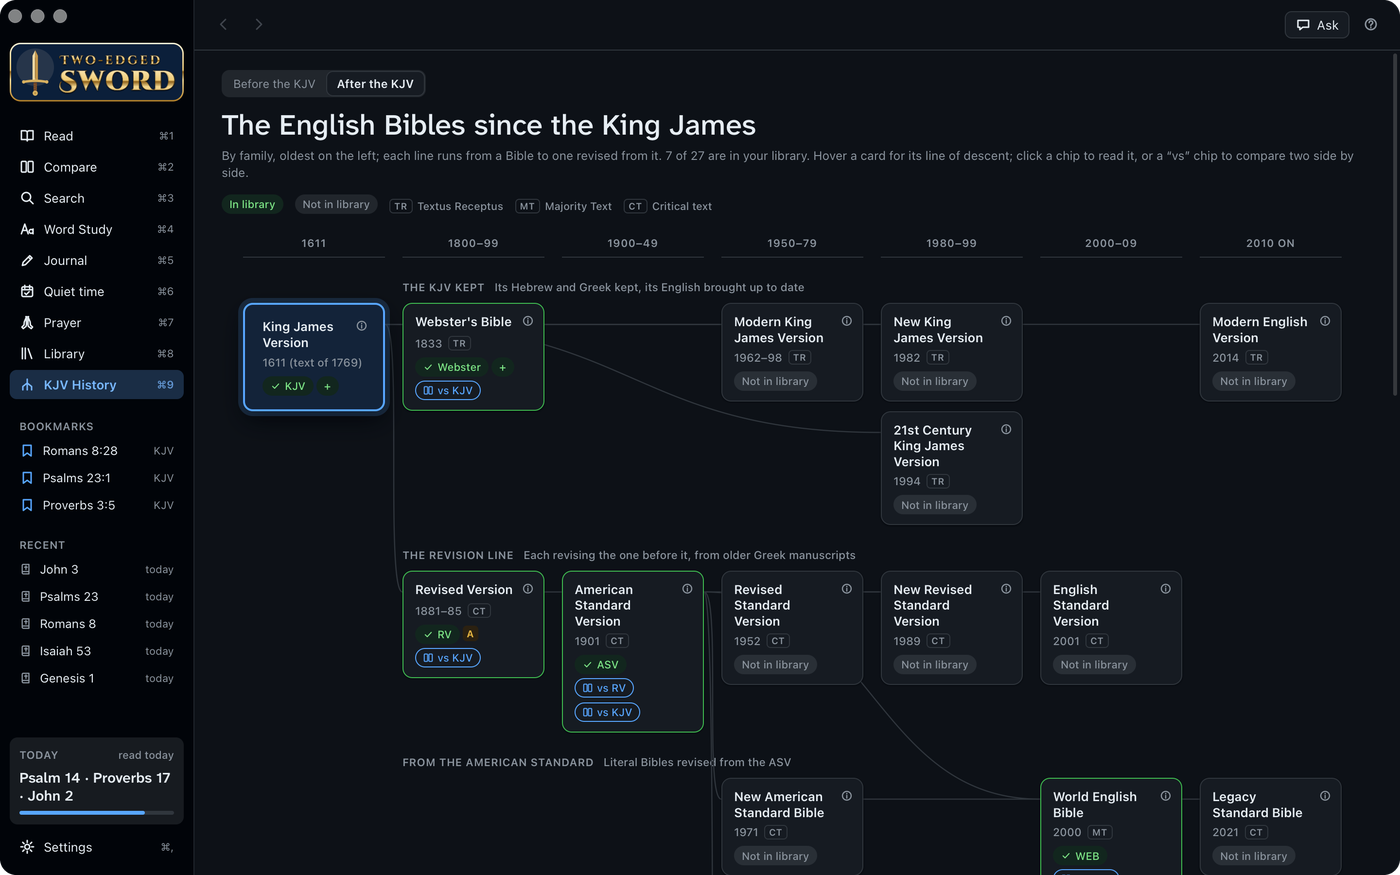 TWO-EDGED
SWORD
Read ⌘1
Compare ⌘2
Search ⌘3
Word Study ⌘4
Journal ⌘5
Quiet time ⌘6
Prayer ⌘7
Library ⌘8
KJV History ⌘9
BOOKMARKS
Romans 8:28 KJV
Psalms 23:1 KJV
Proverbs 3:5 KJV
RECENT
John 3 today
Psalms 23 today
Romans 8 today
Isaiah 53 today
Genesis 1 today
TODAY read today
Psalm 14 · Proverbs 17
· John 2
Settings ⌘,
Ask
Before the KJV After the KJV
The English Bibles since the King James
By family, oldest on the left; each line runs from a Bible to one revised from it. 7 of 27 are in your library. Hover a card for its line of descent; click a chip to read it, or a “vs” chip to compare two side by
side.
In library Not in library TR Textus Receptus MT Majority Text CT Critical text
1611 1800–99 1900–49 1950–79 1980–99 2000–09 2010 ON
THE KJV KEPT Its Hebrew and Greek kept, its English brought up to date
King James
Version
1611 (text of 1769)
✓ KJV +
Webster's Bible
1833 TR
✓ Webster +
vs KJV
Modern King
James Version
1962–98 TR
Not in library
New King
James Version
1982 TR
Not in library
Modern English
Version
2014 TR
Not in library
21st Century
King James
Version
1994 TR
Not in library
THE REVISION LINE Each revising the one before it, from older Greek manuscripts
Revised Version
1881–85 CT
✓ RV A
vs KJV
American
Standard
Version
1901 CT
✓ ASV
vs RV
vs KJV
Revised
Standard
Version
1952 CT
Not in library
New Revised
Standard
Version
1989 CT
Not in library
English
Standard
Version
2001 CT
Not in library
FROM THE AMERICAN STANDARD Literal Bibles revised from the ASV
New American
Standard Bible
1971 CT
Not in library
World English
Bible
2000 MT
✓ WEB
Legacy
Standard Bible
2021 CT
Not in library